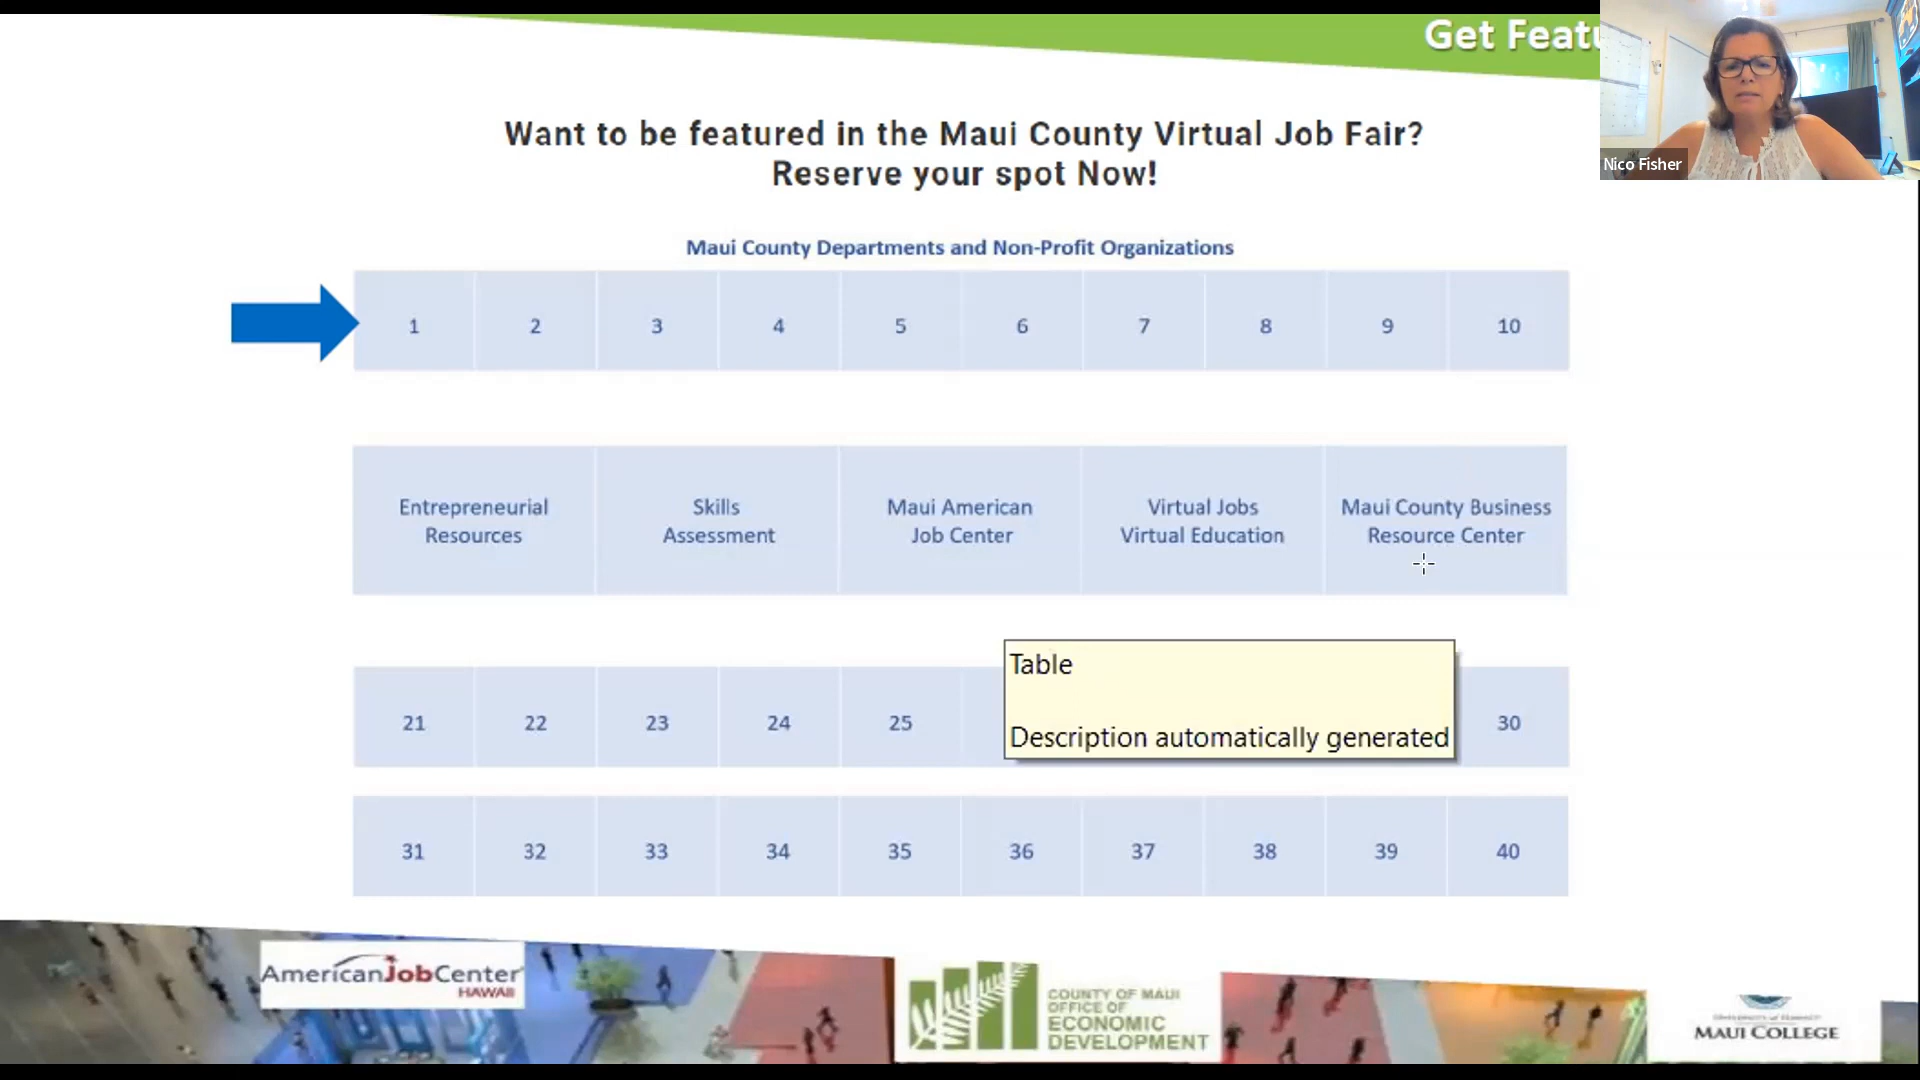 Get Feat
Nico Fisher
Want to be featured in the Maui County Virtual Job Fair?
Reserve your spot Now!
Maui County Departments and Non-Profit Organizations
1 2 3 4 5 6 7 8 9 10
Entrepreneurial
Resources
Skills
Assessment
Maui American
Job Center
Virtual Jobs
Virtual Education
Maui County Business
Resource Center
Table
Description automatically generated
21 22 23 24 25 30
31 32 33 34 35 36 37 38 39 40
AmericanJobCenter
HAWAII
COUNTY OF MAUI
OFFICE OF
ECONOMIC
DEVELOPMENT
MAUI COLLEGE